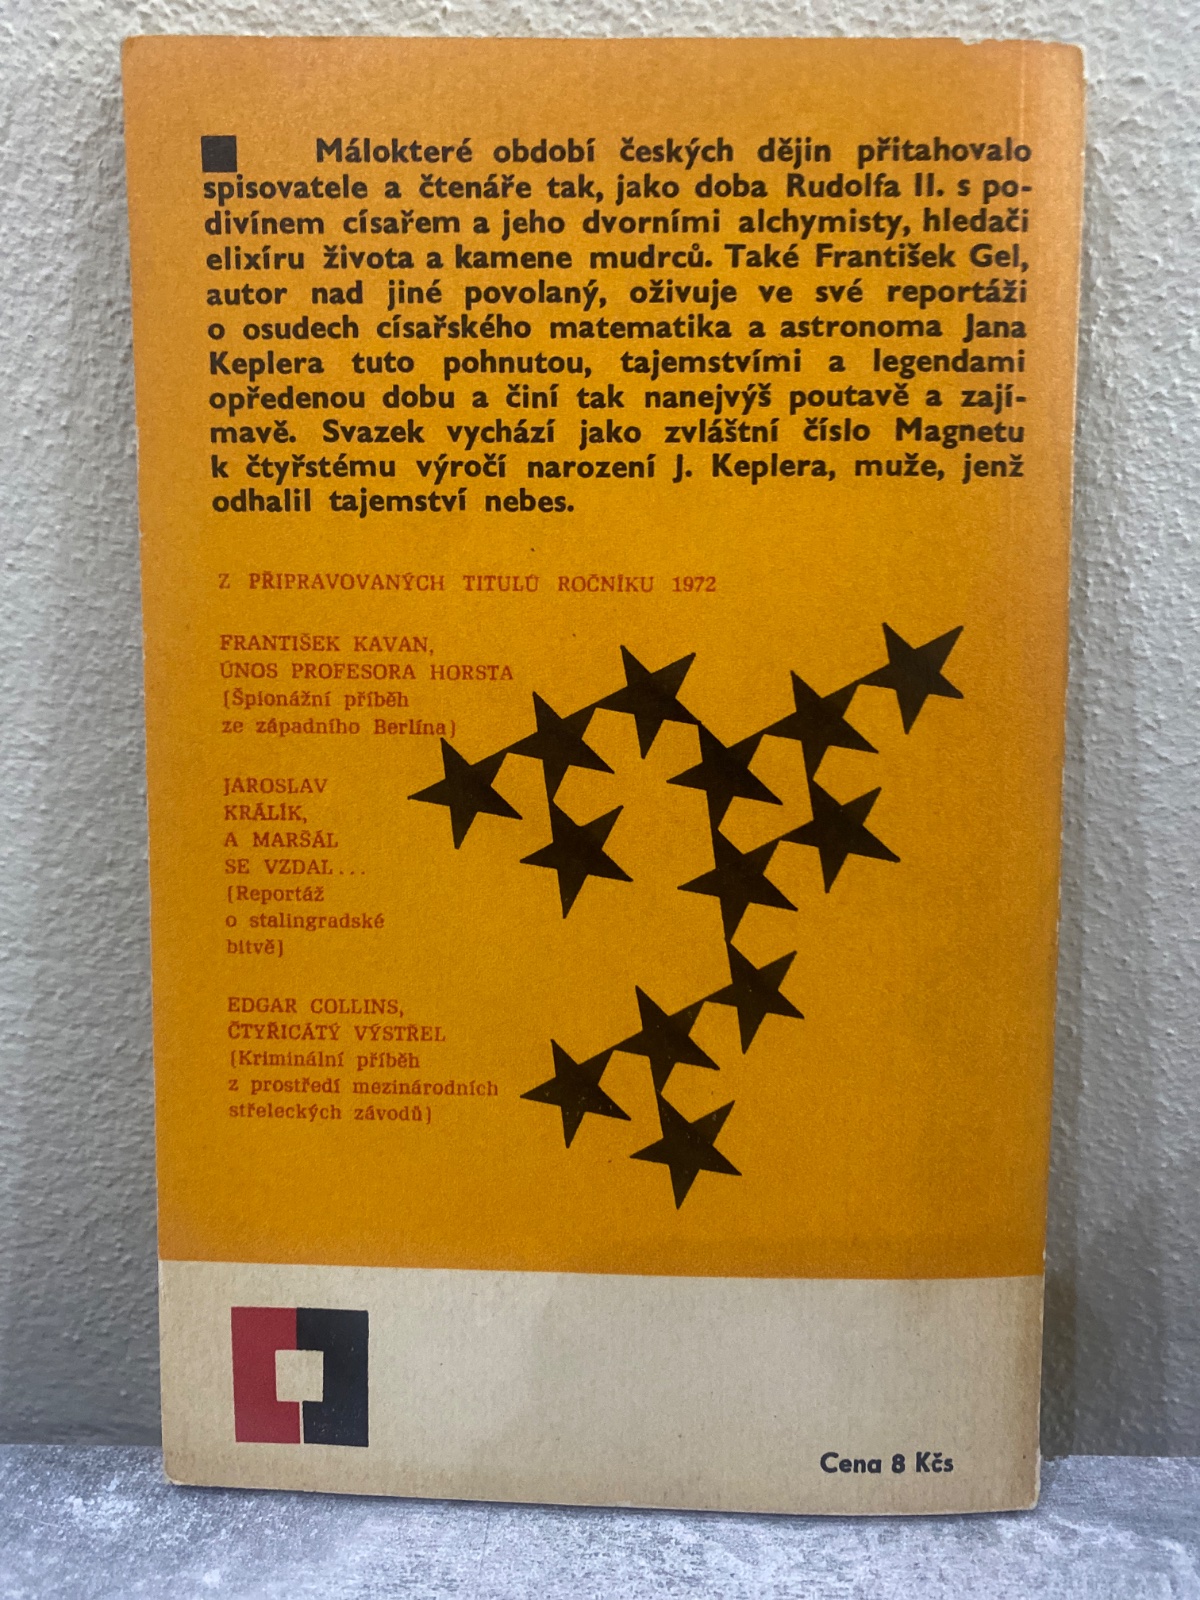 Málokteré období českých dějin přitahovalo
spisovatele a čtenáře tak, jako doba Rudolfa II. s po-
divínem císařem a jeho dvorními alchymisty, hledači
elixíru života a kamene mudrců. Také František Gel,
autor nad jiné povolaný, oživuje ve své reportáži
o osudech císařského matematika a astronoma Jana
Keplera tuto pohnutou, tajemstvími a legendami
opředenou dobu a činí tak nanejvýš poutavě a zají-
mavě. Svazek vychází jako zvláštní číslo Magnetu
k čtyřstému výročí narození J. Keplera, muže, jenž
odhalil tajemství nebes.
Z PŘIPRAVOVANÝCH TITULŮ ROČNÍKU 1972
FRANTIŠEK KAVAN,
ÚNOS PROFESORA HORSTA
(Špionážní příběh
ze západního Berlína)
JAROSLAV
KRÁLÍK,
A MARŠÁL
SE VZDAL...
(Reportáž
o stalingradské
bitvě)
EDGAR COLLINS,
ČTYŘICÁTÝ VÝSTŘEL
(Kriminální příběh
z prostředí mezinárodních
střeleckých závodů)
Cena 8 Kčs